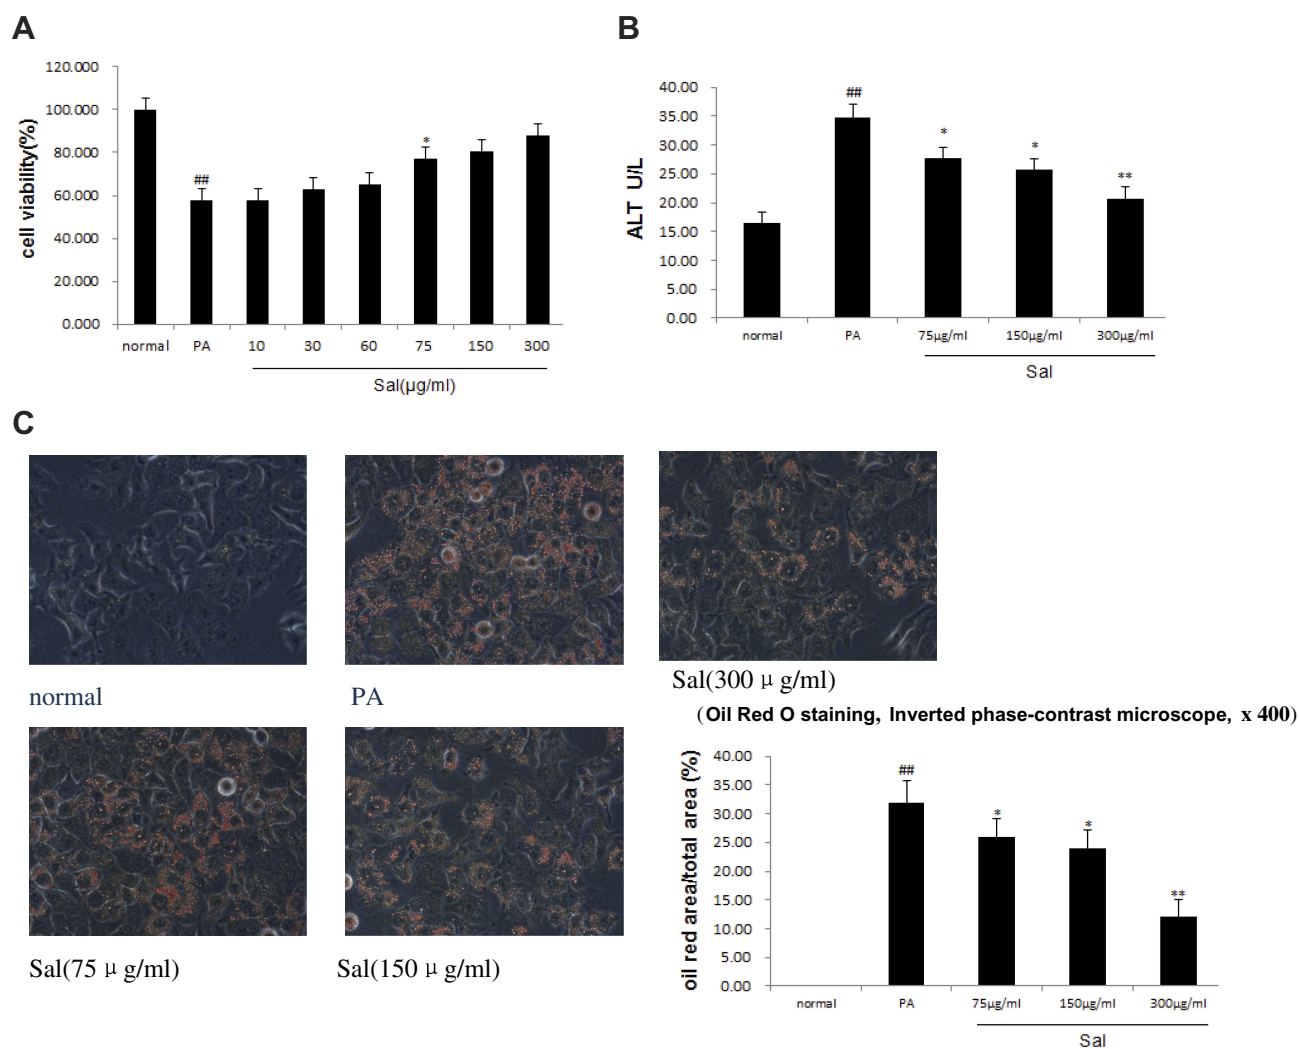 A
120.000
100.000
80.000
60.000
40.000
20.000
0.000
cell viability(%)
##
*
normal PA 10 30 60 75 150 300
Sal(μg/ml)
B
40.00
35.00
30.00
25.00
20.00
15.00
10.00
5.00
0.00
ALT U/L
##
*
*
**
normal PA 75μg/ml 150μg/ml 300μg/ml
Sal
C
normal
PA
Sal(300 μ g/ml)
(Oil Red O staining, Inverted phase-contrast microscope, x 400)
Sal(75 μ g/ml)
Sal(150 μ g/ml)
40.00
35.00
30.00
25.00
20.00
15.00
10.00
5.00
0.00
oil red area/total area (%)
##
*
*
**
normal PA 75μg/ml 150μg/ml 300μg/ml
Sal